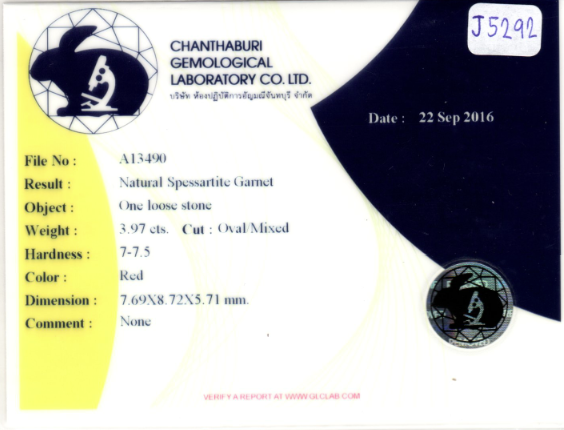 J5292
CHANTHABURI
GEMOLOGICAL
LABORATORY CO. LTD.
บริษัท ห้องปฏิบัติการอัญมณีจันทบุรี จำกัด
Date : 22 Sep 2016
File No : A13490
Result : Natural Spessartite Garnet
Object : One loose stone
Weight : 3.97 cts. Cut : Oval/Mixed
Hardness : 7-7.5
Color : Red
Dimension : 7.69X8.72X5.71 mm.
Comment : None
VERIFY A REPORT AT WWW.GLCLAB.COM